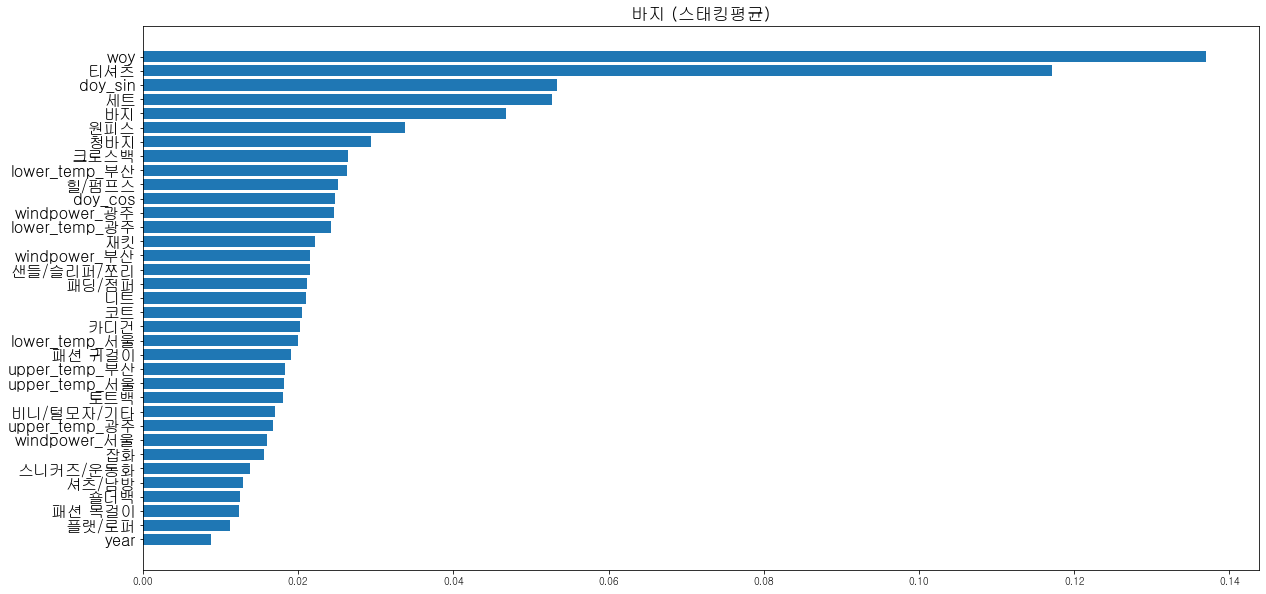 바지 (스태킹평균)
woy
티셔츠
doy_sin
세트
바지
원피스
청바지
크로스백
lower_temp_부산
힐/펌프스
doy_cos
windpower_광주
lower_temp_광주
재킷
windpower_부산
샌들/슬리퍼/쪼리
패딩/점퍼
니트
코트
카디건
lower_temp_서울
패션 귀걸이
upper_temp_부산
upper_temp_서울
토트백
비니/털모자/기타
upper_temp_광주
windpower_서울
잡화
스니커즈/운동화
셔츠/남방
숄더백
패션 목걸이
플랫/로퍼
year
0.00 0.02 0.04 0.06 0.08 0.10 0.12 0.14